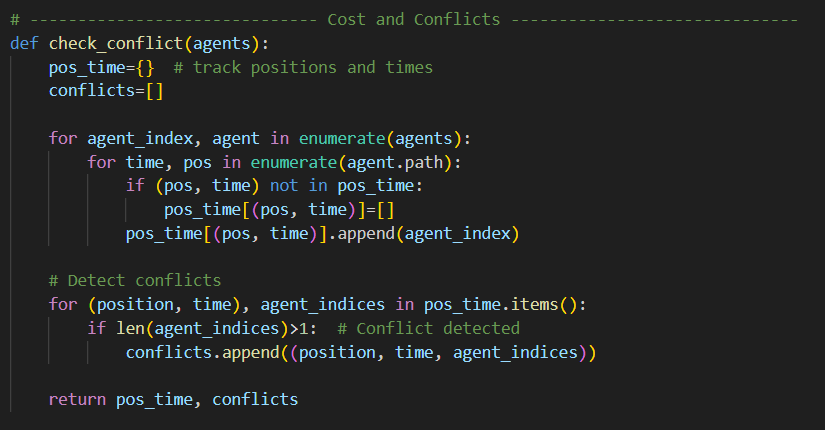 # ------------------------------ Cost and Conflicts ------------------------------
def check_conflict(agents):
    pos_time={}  # track positions and times
    conflicts=[]

    for agent_index, agent in enumerate(agents):
        for time, pos in enumerate(agent.path):
            if (pos, time) not in pos_time:
                pos_time[(pos, time)]=[]
            pos_time[(pos, time)].append(agent_index)

    # Detect conflicts
    for (position, time), agent_indices in pos_time.items():
        if len(agent_indices)>1:  # Conflict detected
            conflicts.append((position, time, agent_indices))

    return pos_time, conflicts